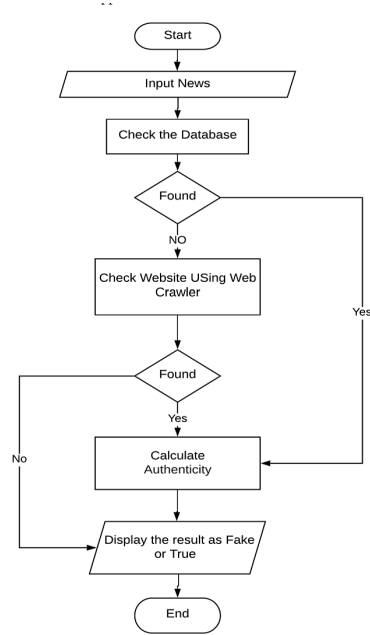 Start
Input News
Check the Database
Found
NO
Check Website USing Web
Crawler
Yes
Found
Yes
No
Calculate
Authenticity
Display the result as Fake
or True
End